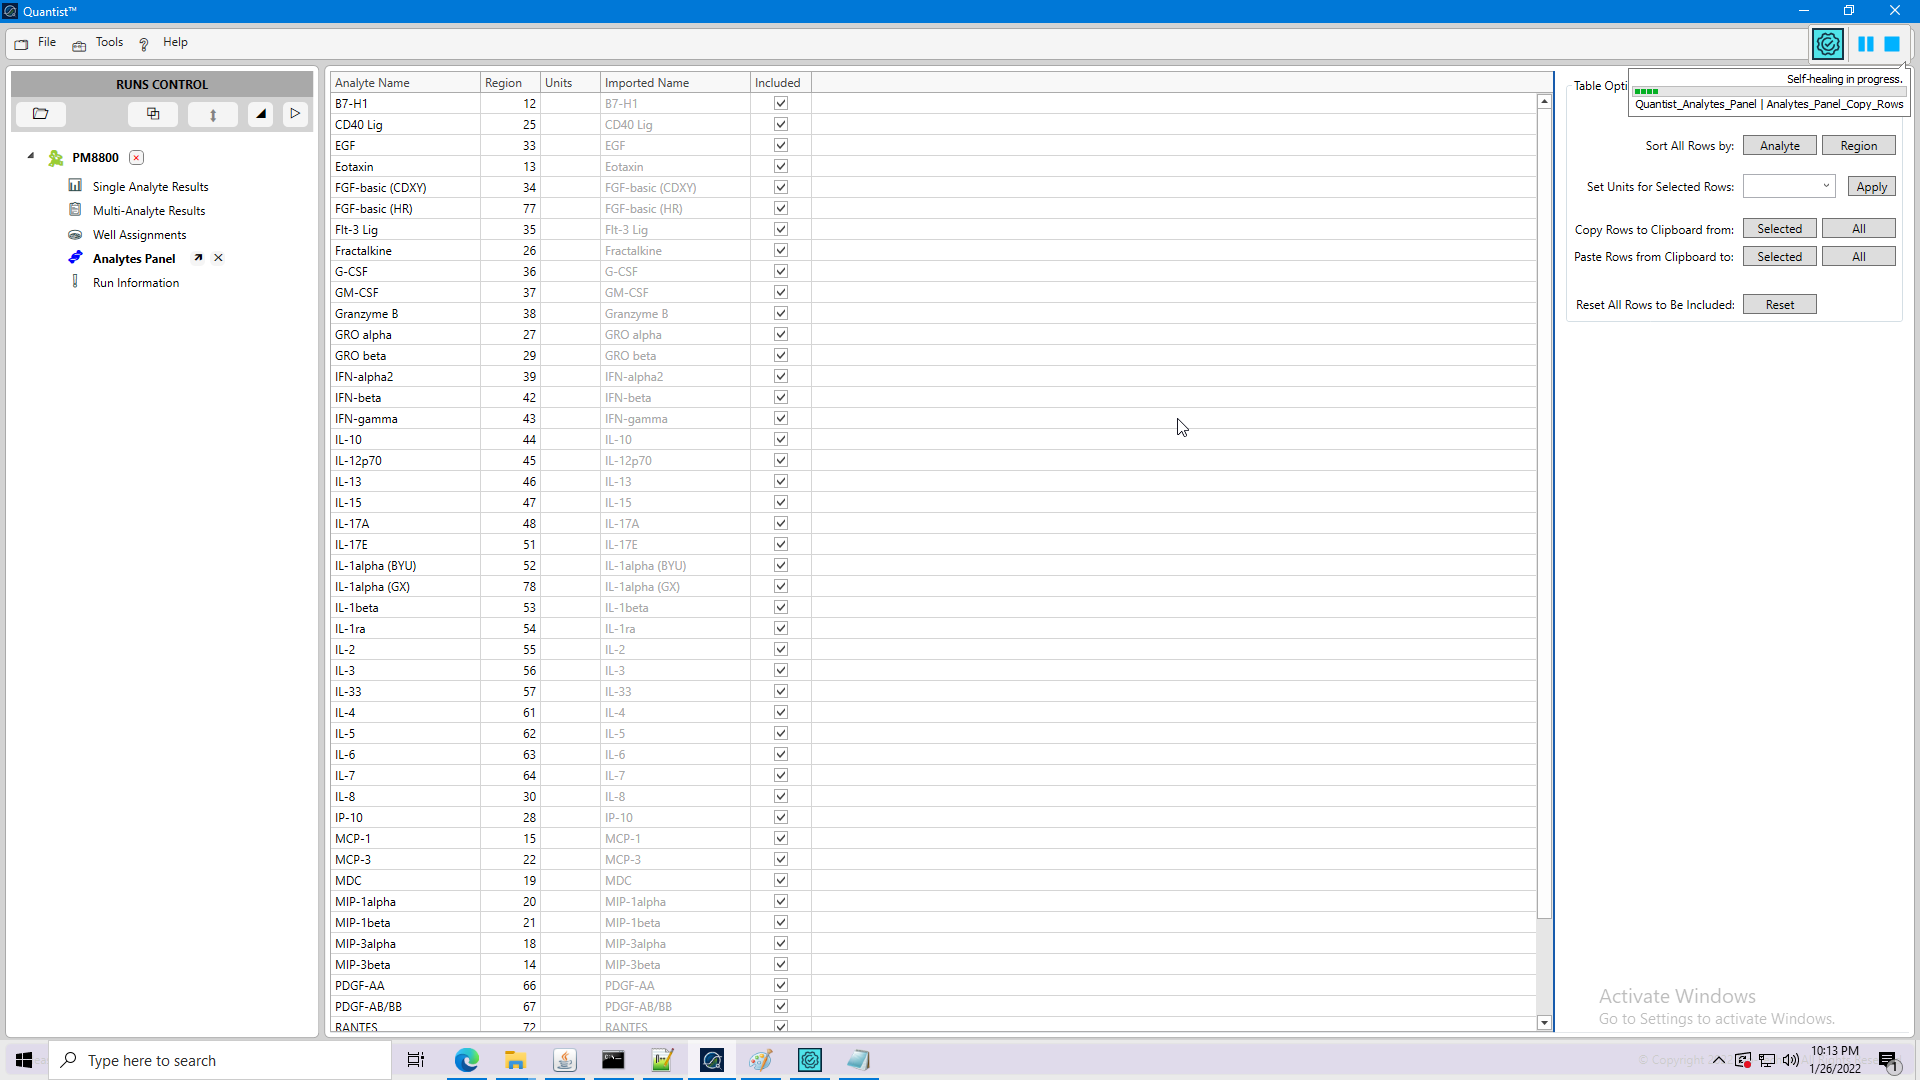 Quantist™
File Tools Help
Self-healing in progress.
Quantist_Analytes_Panel | Analytes_Panel_Copy_Rows
RUNS CONTROL
PM8800
Single Analyte Results
Multi-Analyte Results
Well Assignments
Analytes Panel
Run Information
Analyte Name Region Units Imported Name Included
B7-H1 12 B7-H1
CD40 Lig 25 CD40 Lig
EGF 33 EGF
Eotaxin 13 Eotaxin
FGF-basic (CDXY) 34 FGF-basic (CDXY)
FGF-basic (HR) 77 FGF-basic (HR)
Flt-3 Lig 35 Flt-3 Lig
Fractalkine 26 Fractalkine
G-CSF 36 G-CSF
GM-CSF 37 GM-CSF
Granzyme B 38 Granzyme B
GRO alpha 27 GRO alpha
GRO beta 29 GRO beta
IFN-alpha2 39 IFN-alpha2
IFN-beta 42 IFN-beta
IFN-gamma 43 IFN-gamma
IL-10 44 IL-10
IL-12p70 45 IL-12p70
IL-13 46 IL-13
IL-15 47 IL-15
IL-17A 48 IL-17A
IL-17E 51 IL-17E
IL-1alpha (BYU) 52 IL-1alpha (BYU)
IL-1alpha (GX) 78 IL-1alpha (GX)
IL-1beta 53 IL-1beta
IL-1ra 54 IL-1ra
IL-2 55 IL-2
IL-3 56 IL-3
IL-33 57 IL-33
IL-4 61 IL-4
IL-5 62 IL-5
IL-6 63 IL-6
IL-7 64 IL-7
IL-8 30 IL-8
IP-10 28 IP-10
MCP-1 15 MCP-1
MCP-3 22 MCP-3
MDC 19 MDC
MIP-1alpha 20 MIP-1alpha
MIP-1beta 21 MIP-1beta
MIP-3alpha 18 MIP-3alpha
MIP-3beta 14 MIP-3beta
PDGF-AA 66 PDGF-AA
PDGF-AB/BB 67 PDGF-AB/BB
RANTES 72 RANTES
Table Opti
Sort All Rows by: Analyte Region
Set Units for Selected Rows: Apply
Copy Rows to Clipboard from: Selected All
Paste Rows from Clipboard to: Selected All
Reset All Rows to Be Included: Reset
Activate Windows
Go to Settings to activate Windows.
Type here to search
© Copyright
10:13 PM
1/26/2022
1